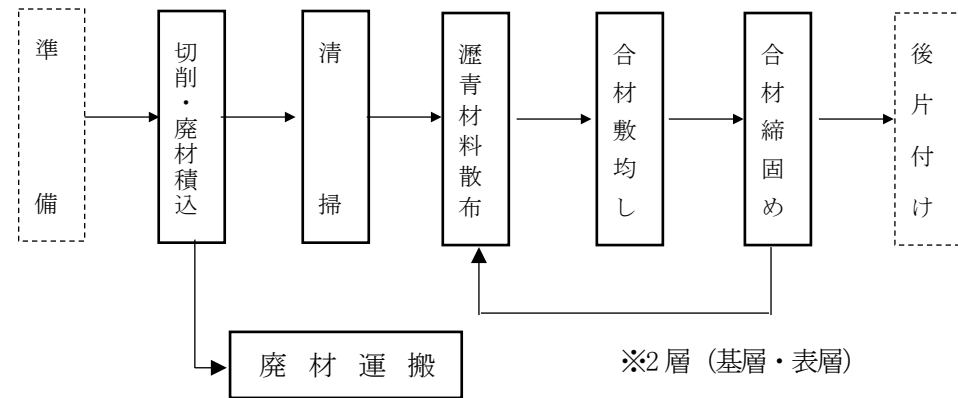 準備
切削・廃材積込
清掃
瀝青材料散布
合材敷均し
合材締固め
後片付け
廃材運搬
※2層（基層・表層）